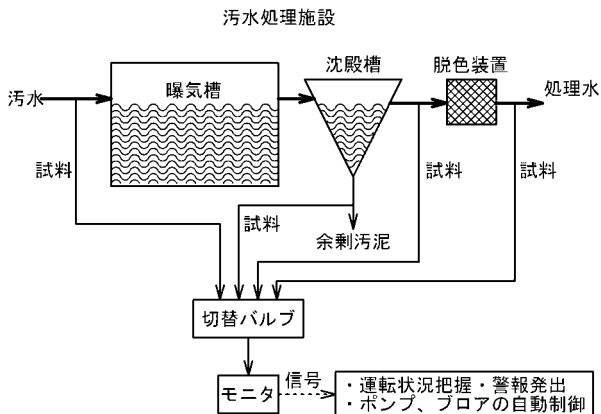 汚水処理施設
汚水
曝気槽
沈殿槽
脱色装置
処理水
試料
試料
試料
試料
余剰汚泥
切替バルブ
モニタ
信号
・運転状況把握・警報発出
・ポンプ、ブロアの自動制御